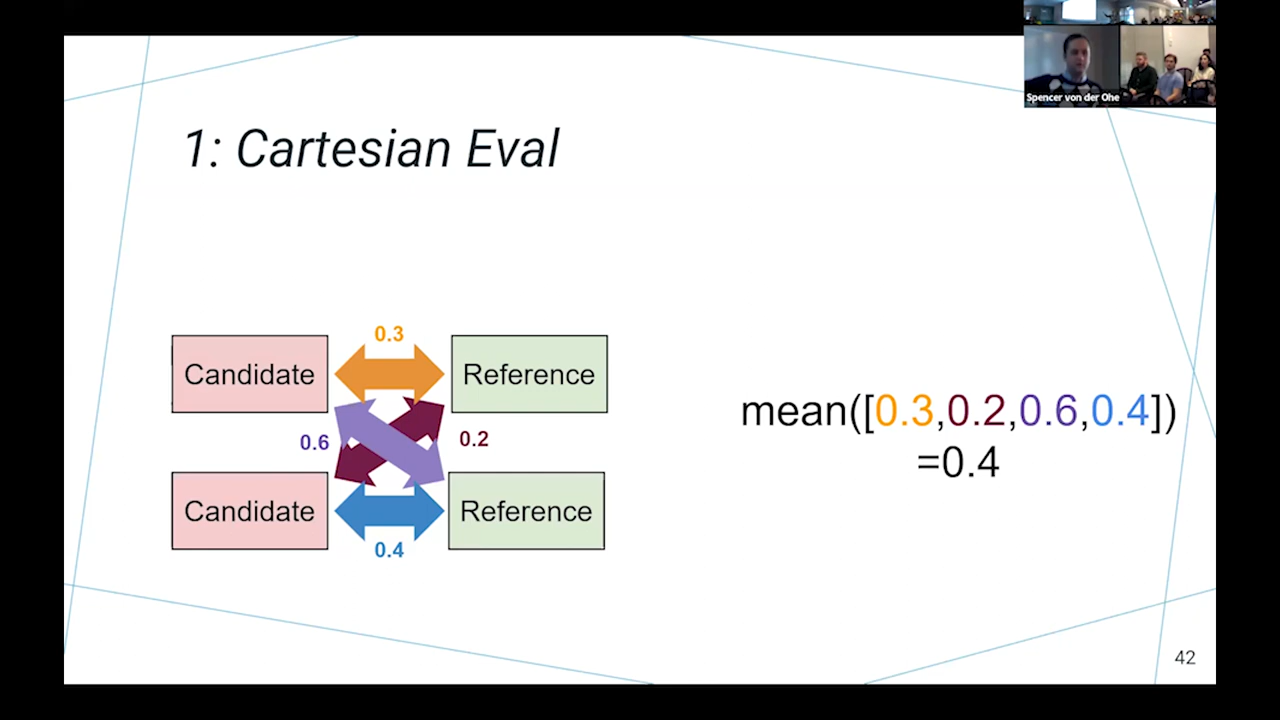 Spencer von der Ohe
1: Cartesian Eval
0.3
Candidate
Reference
0.6
0.2
Candidate
Reference
0.4
mean([0.3,0.2,0.6,0.4])
=0.4
42